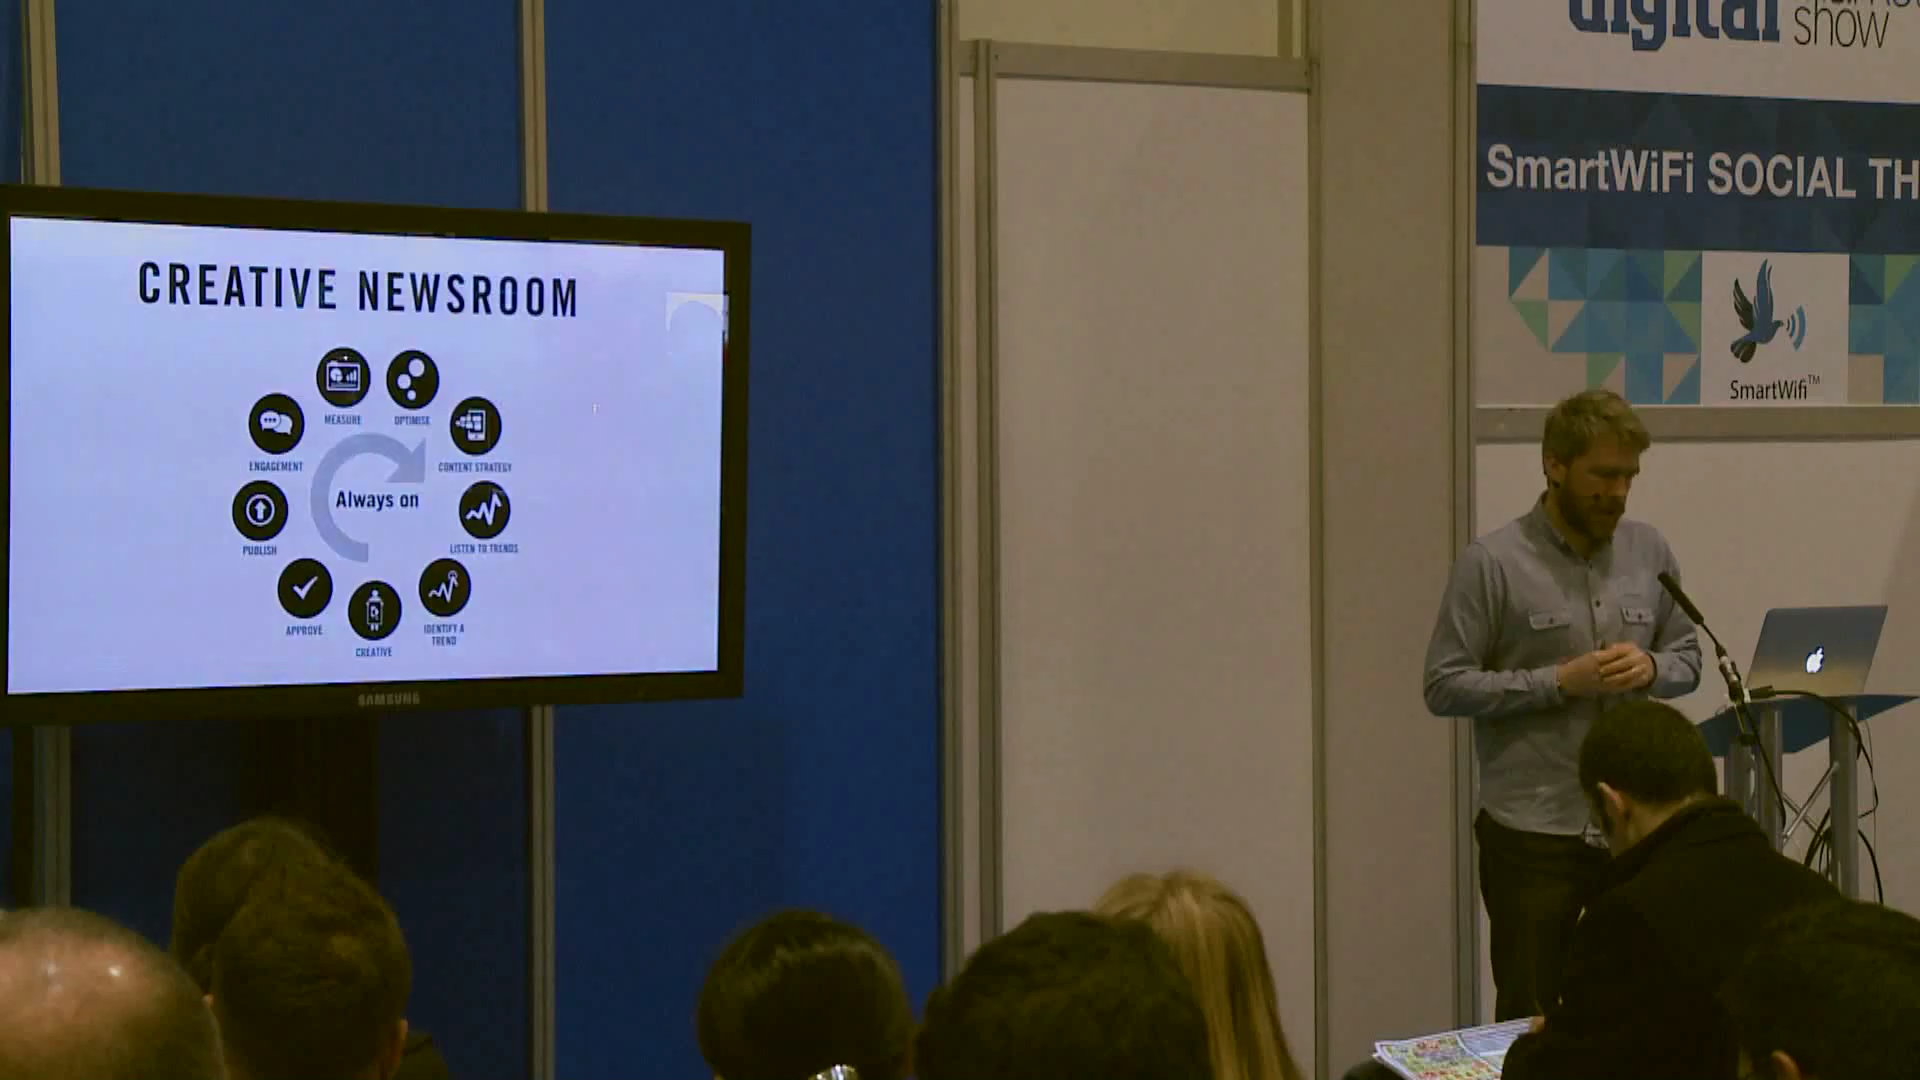 CREATIVE NEWSROOM
MEASURE
OPTIMISE
ENGAGEMENT
CONTENT STRATEGY
Always on
PUBLISH
LISTEN TO TRENDS
APPROVE
CREATIVE
IDENTIFY A
TREND
SAMSUNG
digital
show
SmartWiFi SOCIAL TH
SmartWifi™